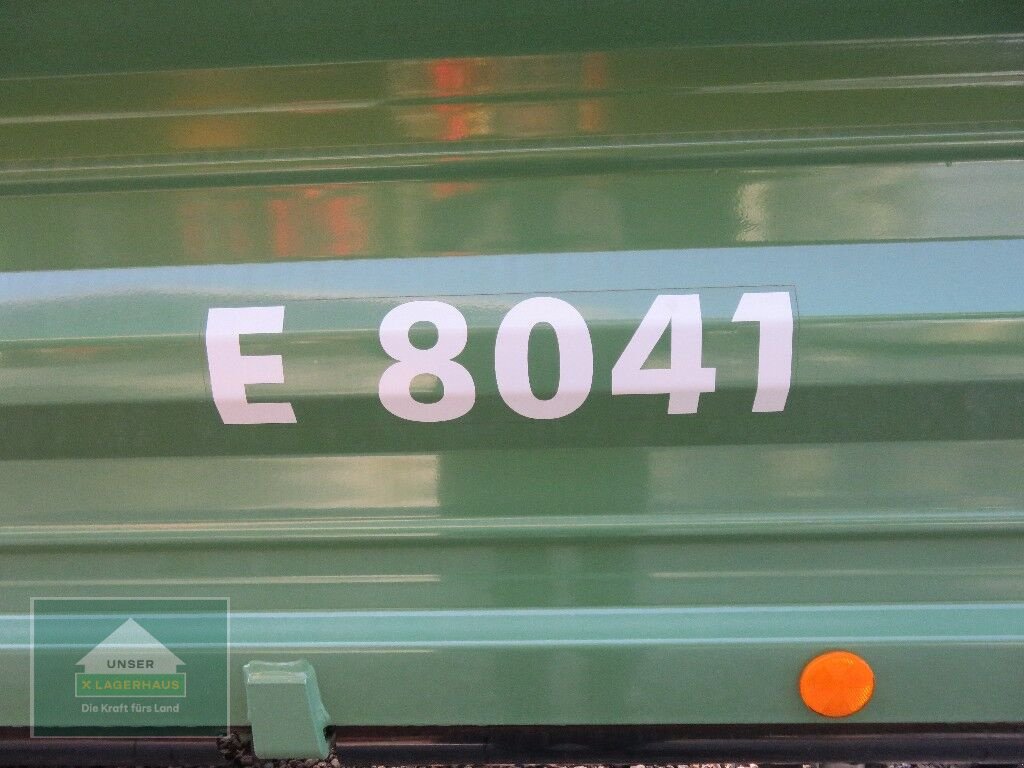 E 8041
UNSER
X LAGERHAUS
Die Kraft fürs Land